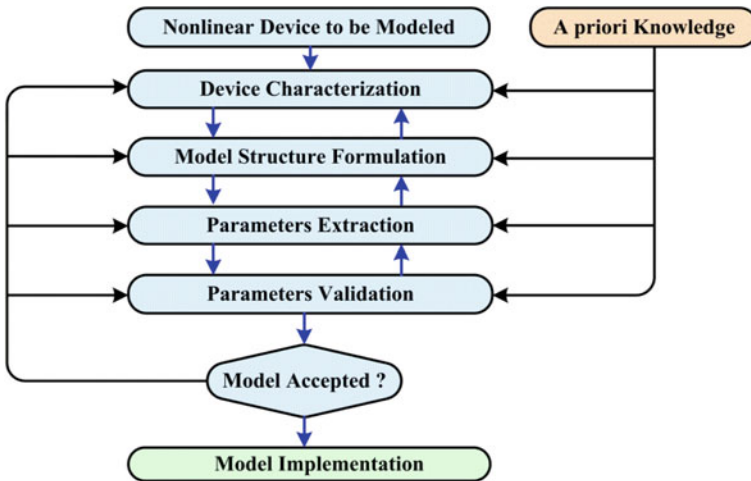 Nonlinear Device to be Modeled
A priori Knowledge
Device Characterization
Model Structure Formulation
Parameters Extraction
Parameters Validation
Model Accepted ?
Model Implementation